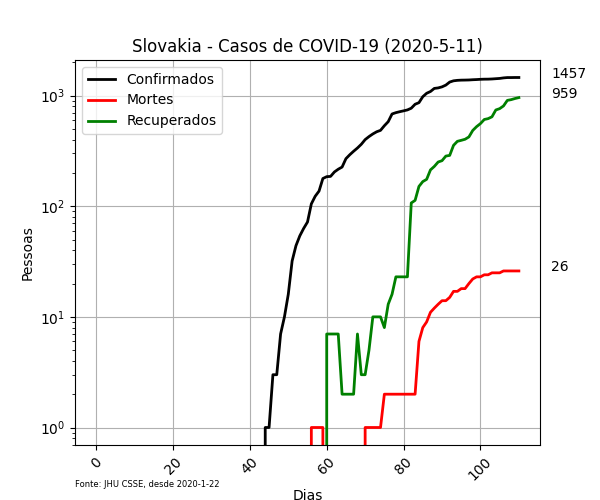 Slovakia - Casos de COVID-19 (2020-5-11)
Confirmados
Mortes
Recuperados
1457
959
26
10³
10²
10¹
10⁰
Pessoas
0 20 40 60 80 100
Fonte: JHU CSSE, desde 2020-1-22
Dias